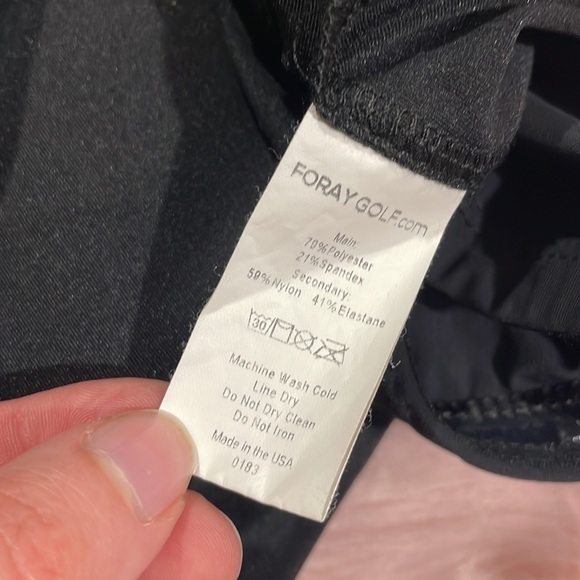 FORAYGOLF.com
Main:
79%Polyester
21%Spandex
Secondary:
59%Nylon 41%Elastane
30
Machine Wash Cold
Line Dry
Do Not Dry Clean
Do Not Iron
Made in the USA
0183